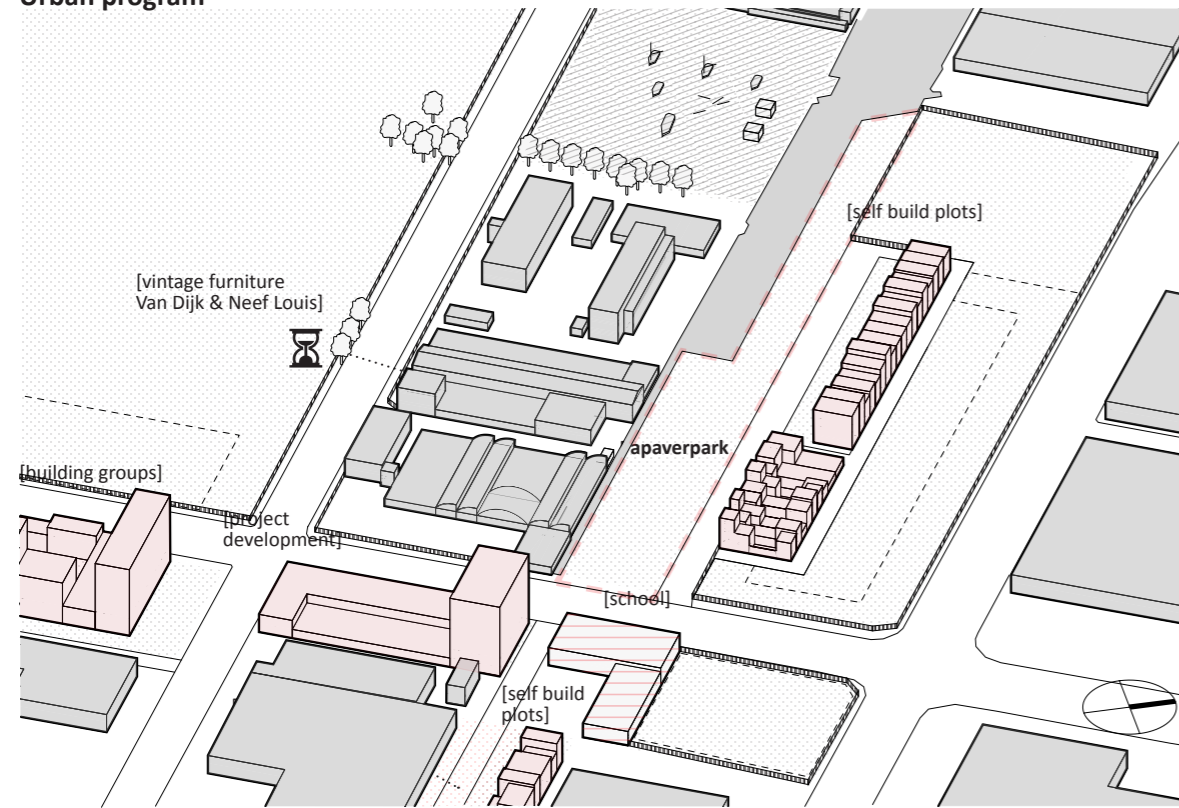 Urban program
[self build plots]
[vintage furniture
Van Dijk & Neef Louis]
apaverpark
[building groups]
[project
development]
[school]
[self build
plots]